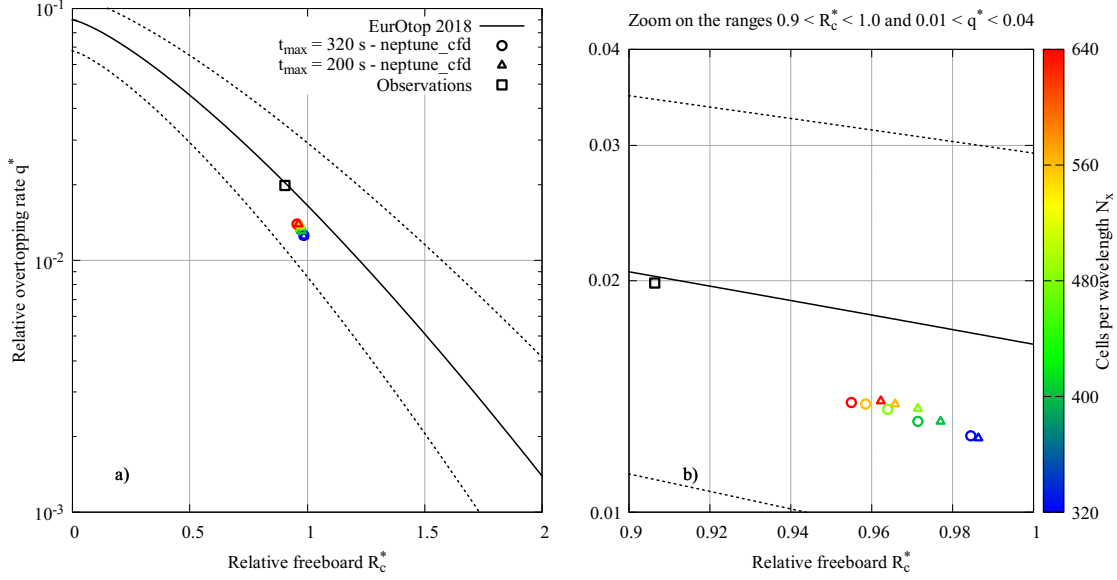 Zoom on the ranges 0.9 < R_c^* < 1.0 and 0.01 < q^* < 0.04
10^-1
EurOtop 2018
t_max = 320 s - neptune_cfd
t_max = 200 s - neptune_cfd
Observations
Relative overtopping rate q^*
10^-2
10^-3
a)
0
0.5
1
1.5
2
Relative freeboard R_c^*
0.04
0.03
0.02
0.01
b)
0.9
0.92
0.94
0.96
0.98
1
Relative freeboard R_c^*
640
560
480
400
320
Cells per wavelength N_x